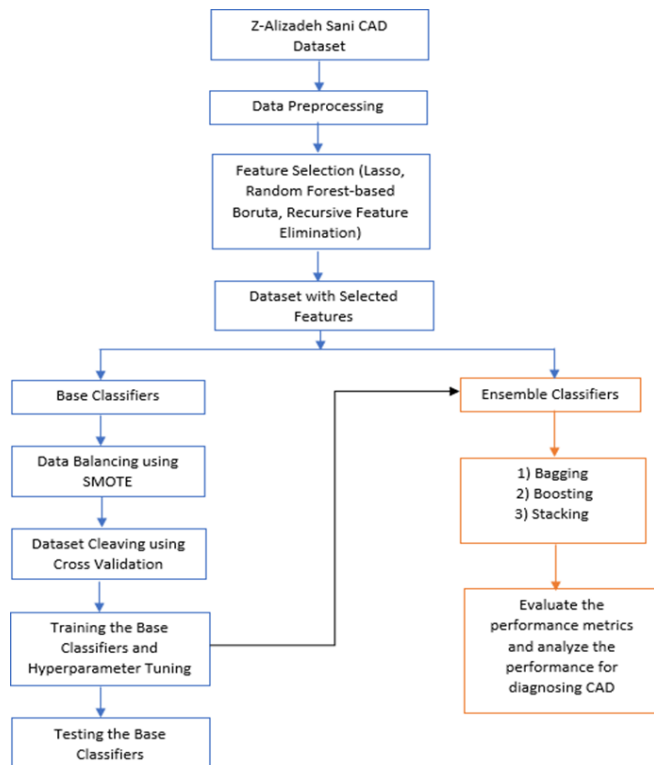 Z-Alizadeh Sani CAD
Dataset
Data Preprocessing
Feature Selection (Lasso,
Random Forest-based
Boruta, Recursive Feature
Elimination)
Dataset with Selected
Features
Base Classifiers
Data Balancing using
SMOTE
Dataset Cleaving using
Cross Validation
Training the Base
Classifiers and
Hyperparameter Tuning
Testing the Base
Classifiers
Ensemble Classifiers
1) Bagging
2) Boosting
3) Stacking
Evaluate the
performance metrics
and analyze the
performance for
diagnosing CAD